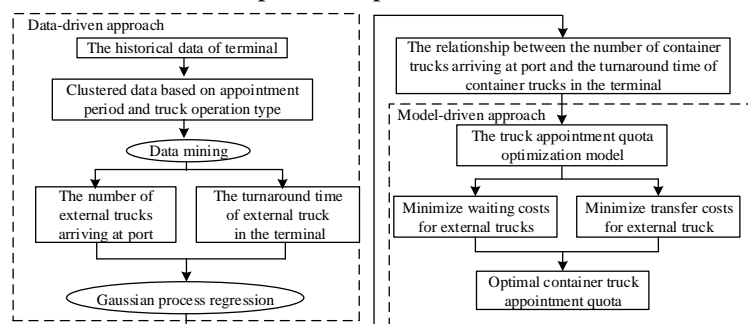 Data-driven approach
The historical data of terminal
Clustered data based on appointment
period and truck operation type
Data mining
The number of
external trucks
arriving at port
The turnaround time
of external truck
in the terminal
Gaussian process regression
The relationship between the number of container
trucks arriving at port and the turnaround time of
container trucks in the terminal
Model-driven approach
The truck appointment quota
optimization model
Minimize waiting costs
for external trucks
Minimize transfer costs
for external truck
Optimal container truck
appointment quota